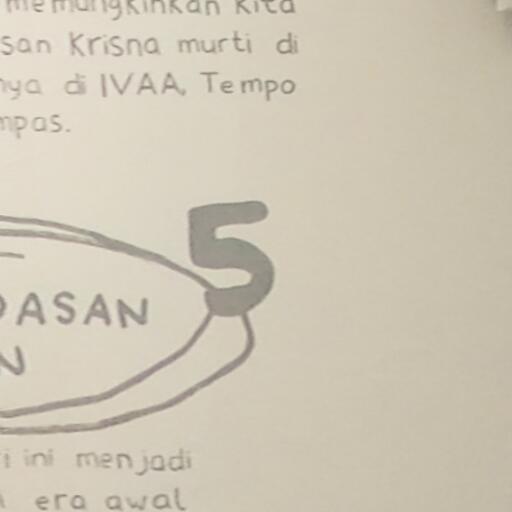 memungkinkan kita
san Krisna murti di
nya di IVAA, Tempo
mpas.
5
DASAN
N
i ini menjadi
era awal